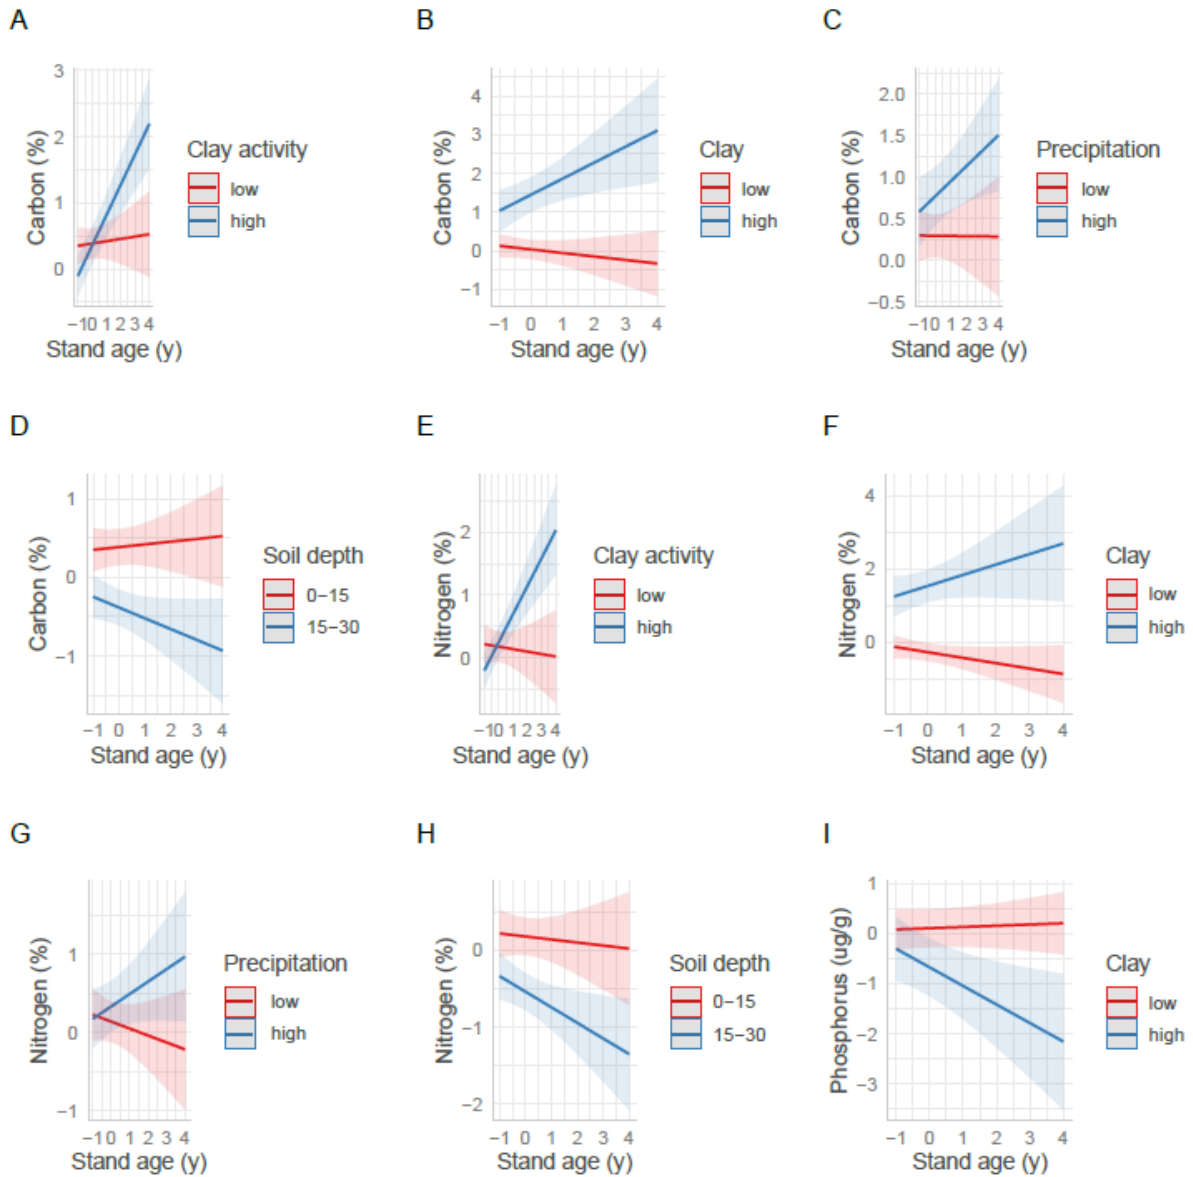 A
3
2
1
0
Carbon (%)
−10 1 2 3 4
Stand age (y)
Clay activity
low
high
B
4
3
2
1
0
−1
Carbon (%)
−1 0 1 2 3 4
Stand age (y)
Clay
low
high
C
2.0
1.5
1.0
0.5
0.0
−0.5
Carbon (%)
−10 1 2 3 4
Stand age (y)
Precipitation
low
high
D
1
0
−1
Carbon (%)
−1 0 1 2 3 4
Stand age (y)
Soil depth
0−15
15−30
E
2
1
0
Nitrogen (%)
−10 1 2 3 4
Stand age (y)
Clay activity
low
high
F
4
2
0
Nitrogen (%)
−1 0 1 2 3 4
Stand age (y)
Clay
low
high
G
1
0
−1
Nitrogen (%)
−10 1 2 3 4
Stand age (y)
Precipitation
low
high
H
0
−1
−2
Nitrogen (%)
−1 0 1 2 3 4
Stand age (y)
Soil depth
0−15
15−30
I
1
0
−1
−2
−3
Phosphorus (ug/g)
−1 0 1 2 3 4
Stand age (y)
Clay
low
high